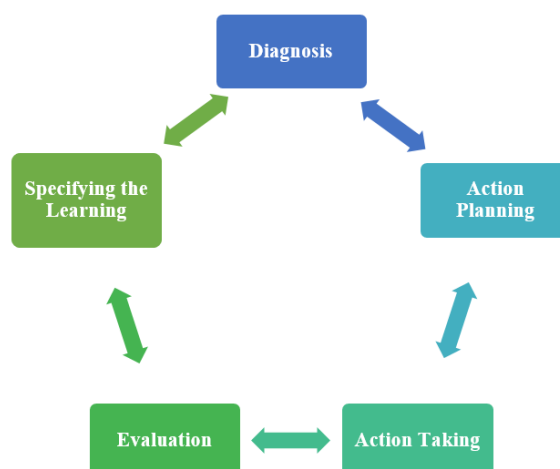 Diagnosis
Action
Planning
Action Taking
Evaluation
Specifying the
Learning